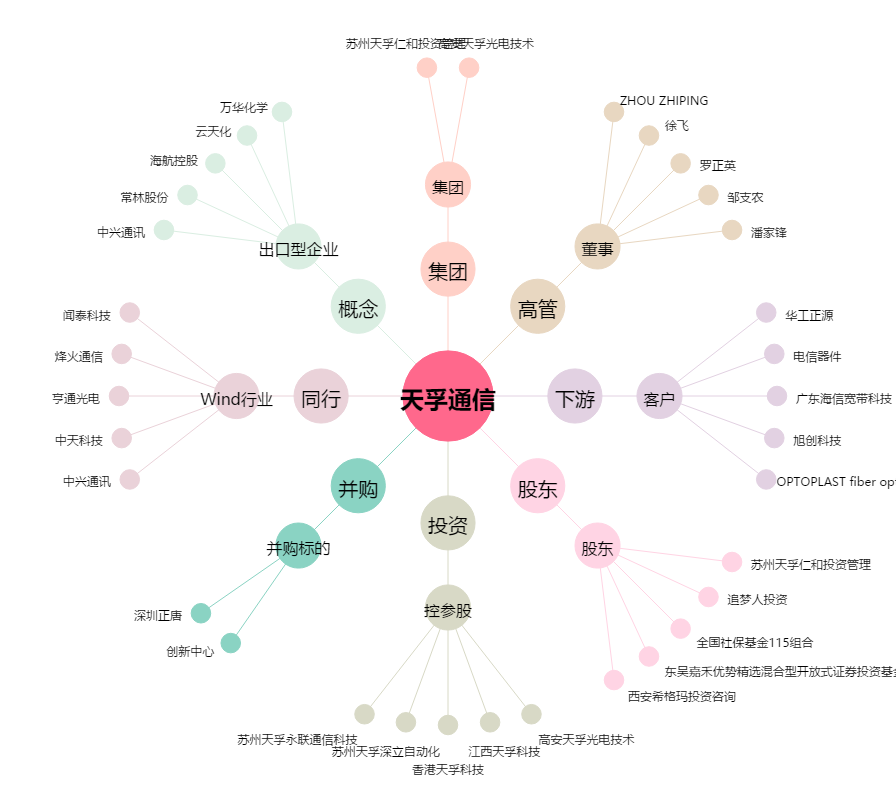 苏州天孚仁和投资管理
高安天孚光电技术
集团
集团
ZHOU ZHIPING
徐飞
罗正英
邹支农
潘家锋
董事
高管
万华化学
云天化
海航控股
常林股份
中兴通讯
出口型企业
概念
闻泰科技
烽火通信
亨通光电
中天科技
中兴通讯
Wind行业
同行
天孚通信
下游
客户
华工正源
电信器件
广东海信宽带科技
旭创科技
OPTOPLAST fiber opt
并购
并购标的
深圳正唐
创新中心
投资
控参股
苏州天孚永联通信科技
苏州天孚深立自动化
香港天孚科技
江西天孚科技
高安天孚光电技术
股东
股东
苏州天孚仁和投资管理
追梦人投资
全国社保基金115组合
东吴嘉禾优势精选混合型开放式证券投资基金
西安希格玛投资咨询